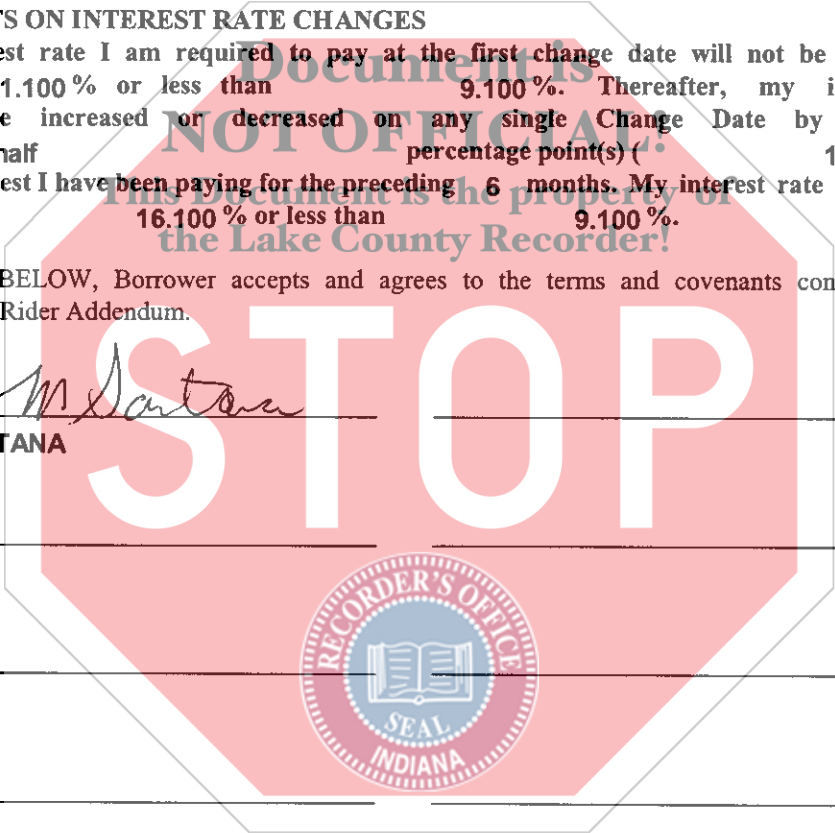 'S ON INTEREST RATE CHANGES
est rate I am required to pay at the first change date will not be
1.100 % or less than 9.100 %. Thereafter, my i
e increased or decreased on any single Change Date by
half percentage point(s) ( 1
est I have been paying for the preceding 6 months. My interest rate
16.100 % or less than 9.100 %.
Document is
NOT OFFICIAL!
This Document is the property of
the Lake County Recorder!
BELOW, Borrower accepts and agrees to the terms and covenants con
Rider Addendum.
STOP
M Santana
TANA
RECORDER'S OFFICE
SEAL
INDIANA